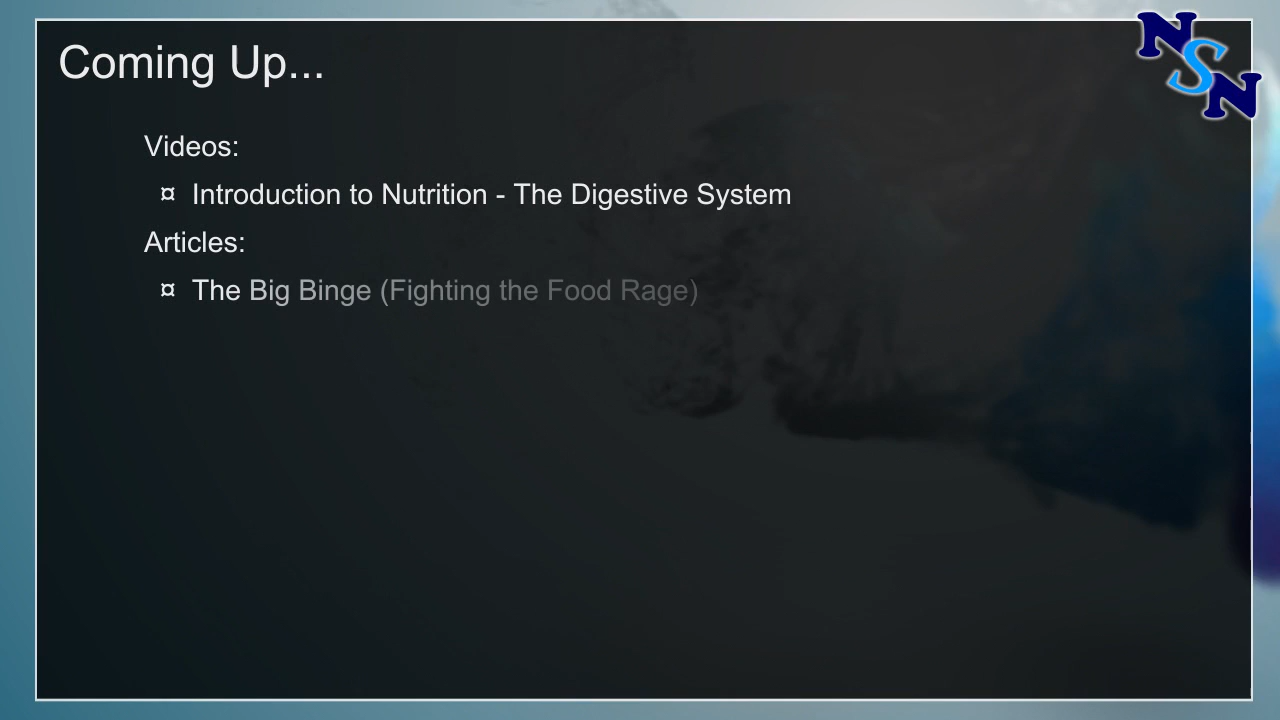 Coming Up...
NSN
Videos:
¤ Introduction to Nutrition - The Digestive System
Articles:
¤ The Big Binge (Fighting the Food Rage)